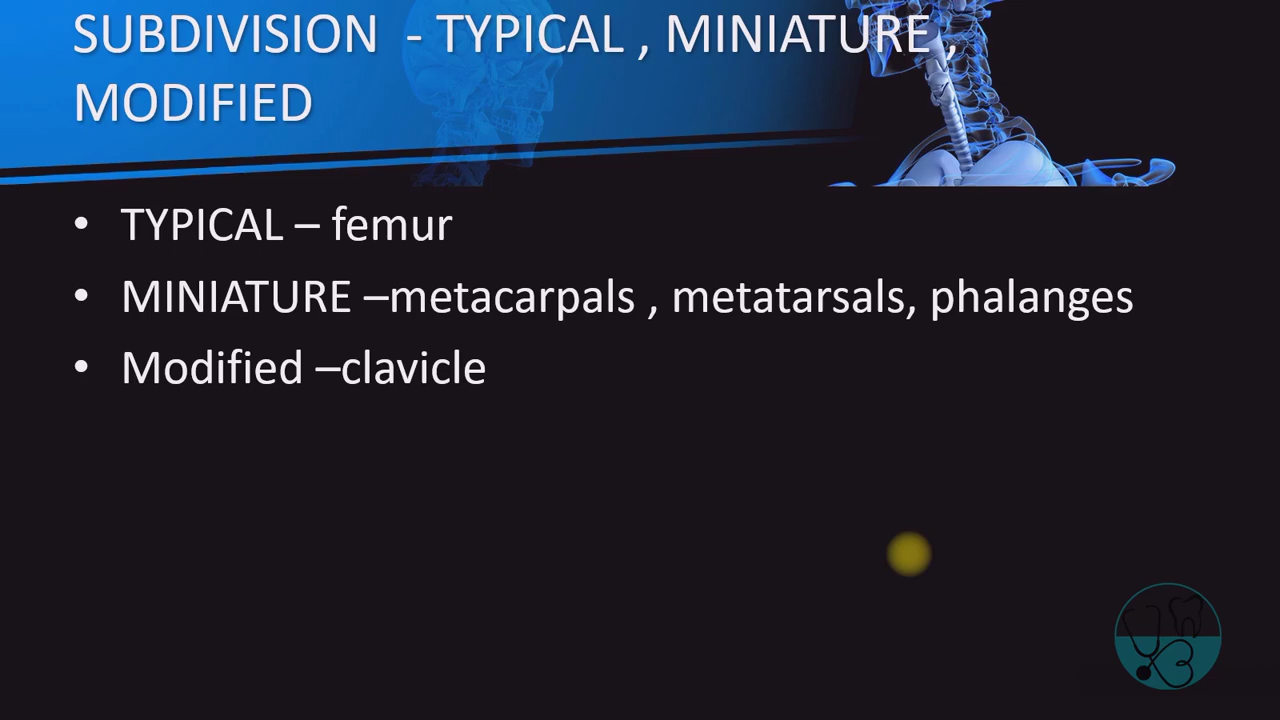 SUBDIVISION - TYPICAL , MINIATURE ,
MODIFIED
• TYPICAL – femur
• MINIATURE –metacarpals , metatarsals, phalanges
• Modified –clavicle